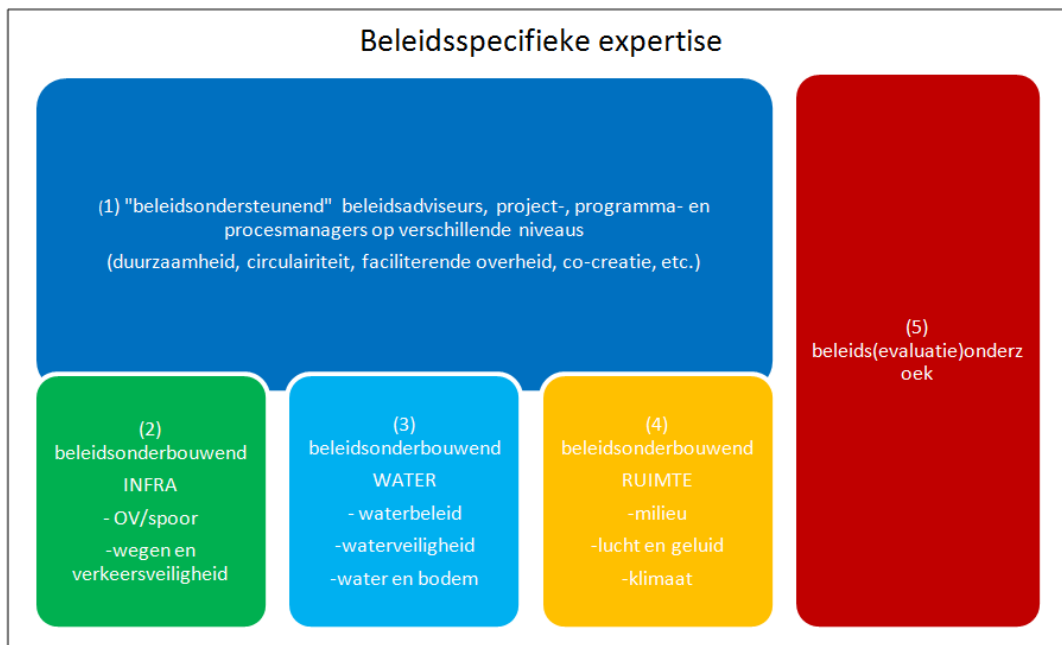 Beleidsspecifieke expertise
(1) "beleidsondersteunend" beleidsadviseurs, project-, programma- en
procesmanagers op verschillende niveaus
(duurzaamheid, circulairiteit, faciliterende overheid, co-creatie, etc.)
(2)
beleidsonderbouwend
INFRA
- OV/spoor
-wegen en
verkeersveiligheid
(3)
beleidsonderbouwend
WATER
- waterbeleid
-waterveiligheid
-water en bodem
(4)
beleidsonderbouwend
RUIMTE
-milieu
-lucht en geluid
-klimaat
(5)
beleids(evaluatie)onderz
oek